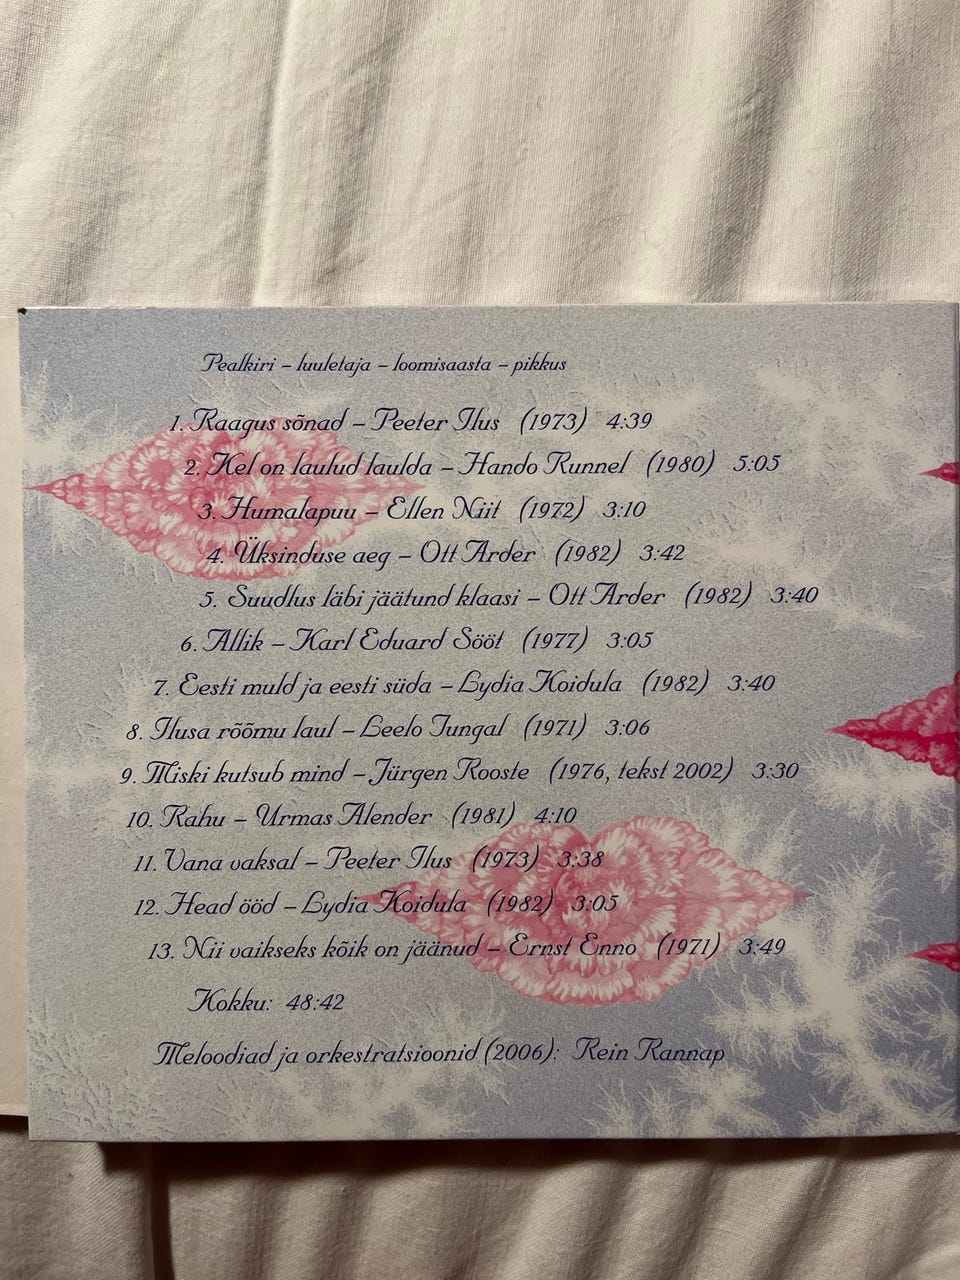 Pealkiri – luuletaja – loomisaasta – pikkus
1. Raagus sõnad – Peeter Ilus (1973) 4:39
2. Kel on laulud laulda – Hando Runnel (1980) 5:05
3. Humalapuu – Ellen Niit (1972) 3:10
4. Üksinduse aeg – Ott Arder (1982) 3:42
5. Suudlus läbi jäätund klaasi – Ott Arder (1982) 3:40
6. Allik – Karl Eduard Sööt (1977) 3:05
7. Eesti muld ja eesti süda – Lydia Koidula (1982) 3:40
8. Ilusa rõõmu laul – Leelo Tungal (1971) 3:06
9. Miski kutsub mind – Jürgen Rooste (1976, tekst 2002) 3:30
10. Rahu – Urmas Alender (1981) 4:10
11. Vana vaksal – Peeter Ilus (1973) 3:38
12. Head ööd – Lydia Koidula (1982) 3:05
13. Nii vaikseks kõik on jäänud – Ernst Enno (1971) 3:49
Kokku: 48:42
Meloodiad ja orkestratsioonid (2006): Rein Rannap